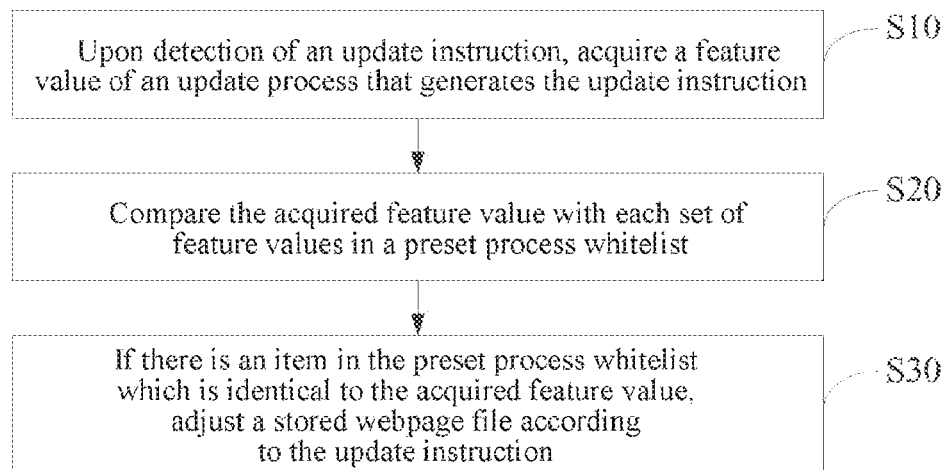 Upon detection of an update instruction, acquire a feature
value of an update process that generates the update instruction
S10
Compare the acquired feature value with each set of
feature values in a preset process whitelist
S20
If there is an item in the preset process whitelist
which is identical to the acquired feature value,
adjust a stored webpage file according
to the update instruction
S30